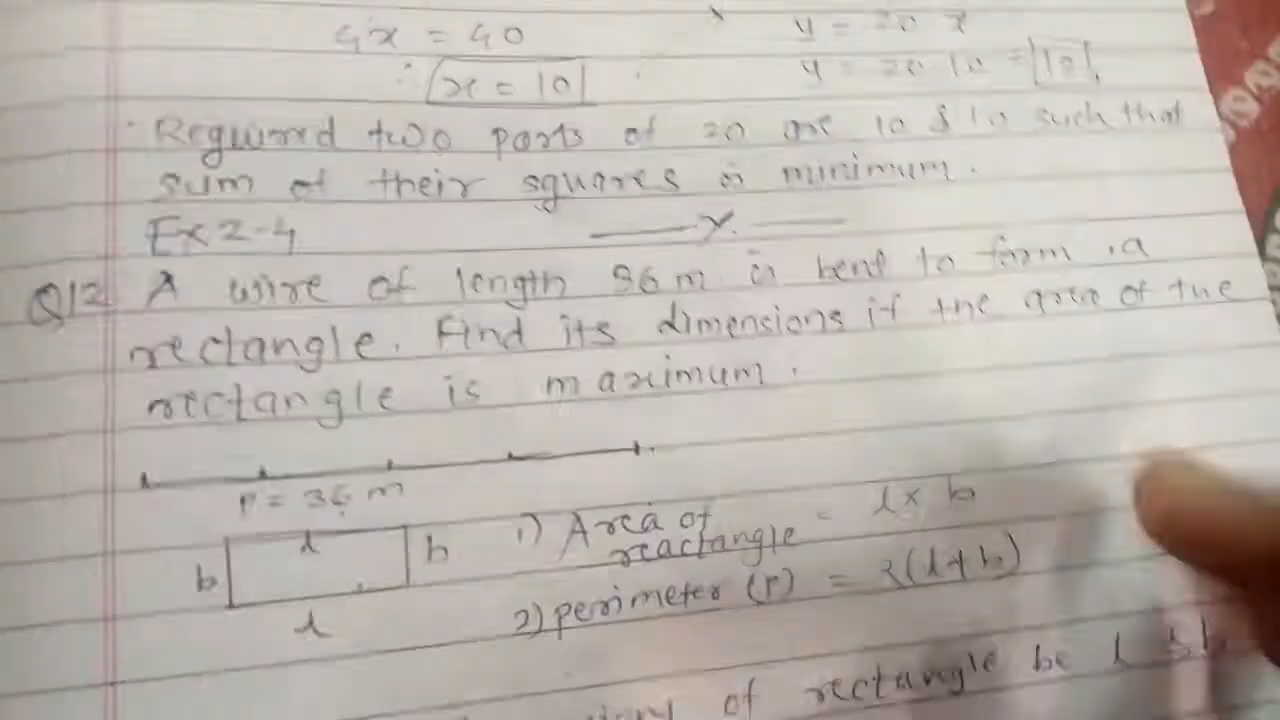 4x = 40
y = 20 x
∴ x = 10
y = 20 10 = 10
Required two parts of 20 are 10 & 10 such that
sum of their squares is minimum.
Ex 2.4
x
Q12 A wire of length 36 m is bent to form a
rectangle. Find its dimensions if the area of the
rectangle is maximum.
P = 36 m
l
b
b
l
1) Area of reactangle = l × b
2) perimeter (P) = 2(l+b)
of rectangle be l & b